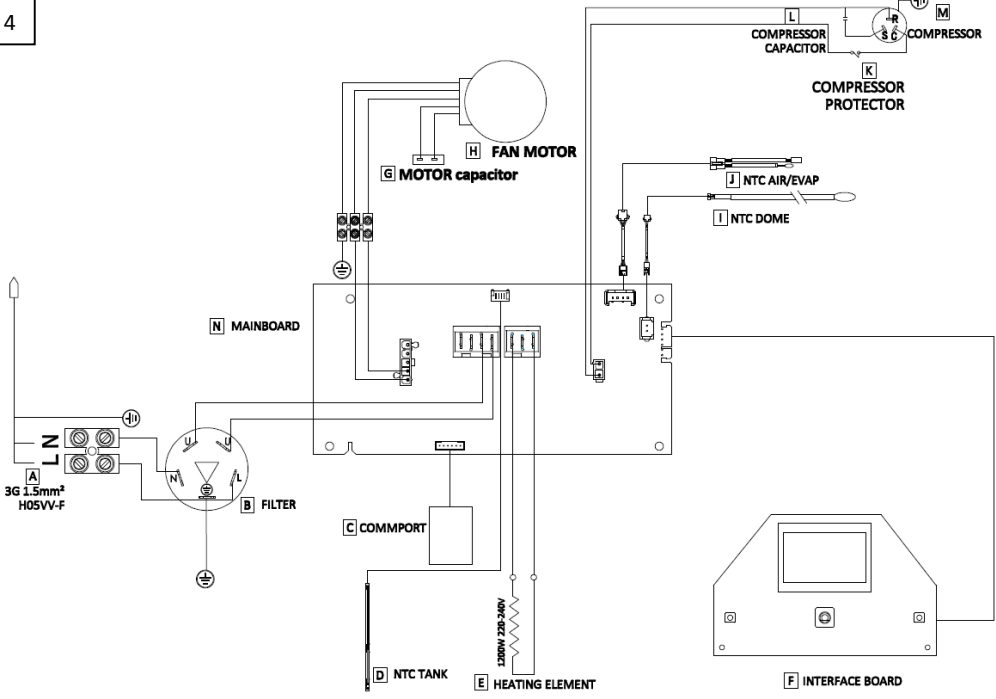 4
L
COMPRESSOR
CAPACITOR
R
S C
M
COMPRESSOR
K
COMPRESSOR
PROTECTOR
H FAN MOTOR
G MOTOR capacitor
J NTC AIR/EVAP
I NTC DOME
N MAINBOARD
N
L
A
3G 1.5mm²
H05VV-F
U U
N L
B FILTER
C COMMPORT
D NTC TANK
1200W 220-240V
E HEATING ELEMENT
F INTERFACE BOARD